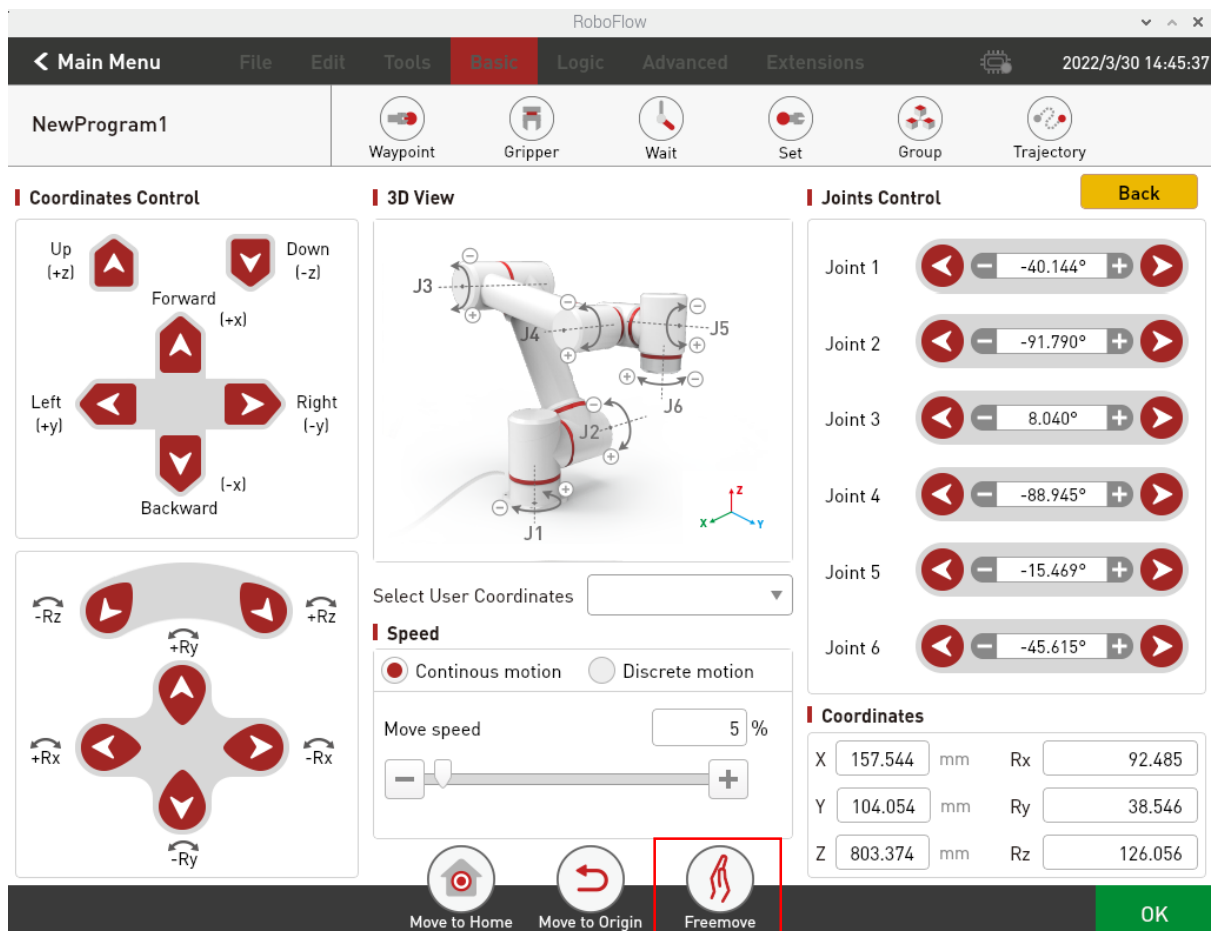 RoboFlow
Main Menu File Edit Tools Basic Logic Advanced Extensions 2022/3/30 14:45:37
NewProgram1
Waypoint Gripper Wait Set Group Trajectory
Coordinates Control
Up
(+z)
Down
(-z)
Forward
(+x)
Left
(+y)
Right
(-y)
(-x)
Backward
-Rz
+Rz
+Ry
+Rx
-Rx
-Ry
3D View
J3
J4
J5
J6
J2
J1
Z
X
Y
Select User Coordinates
Speed
Continous motion Discrete motion
Move speed 5 %
Joints Control Back
Joint 1 -40.144°
Joint 2 -91.790°
Joint 3 8.040°
Joint 4 -88.945°
Joint 5 -15.469°
Joint 6 -45.615°
Coordinates
X 157.544 mm Rx 92.485
Y 104.054 mm Ry 38.546
Z 803.374 mm Rz 126.056
Move to Home Move to Origin Freemove OK